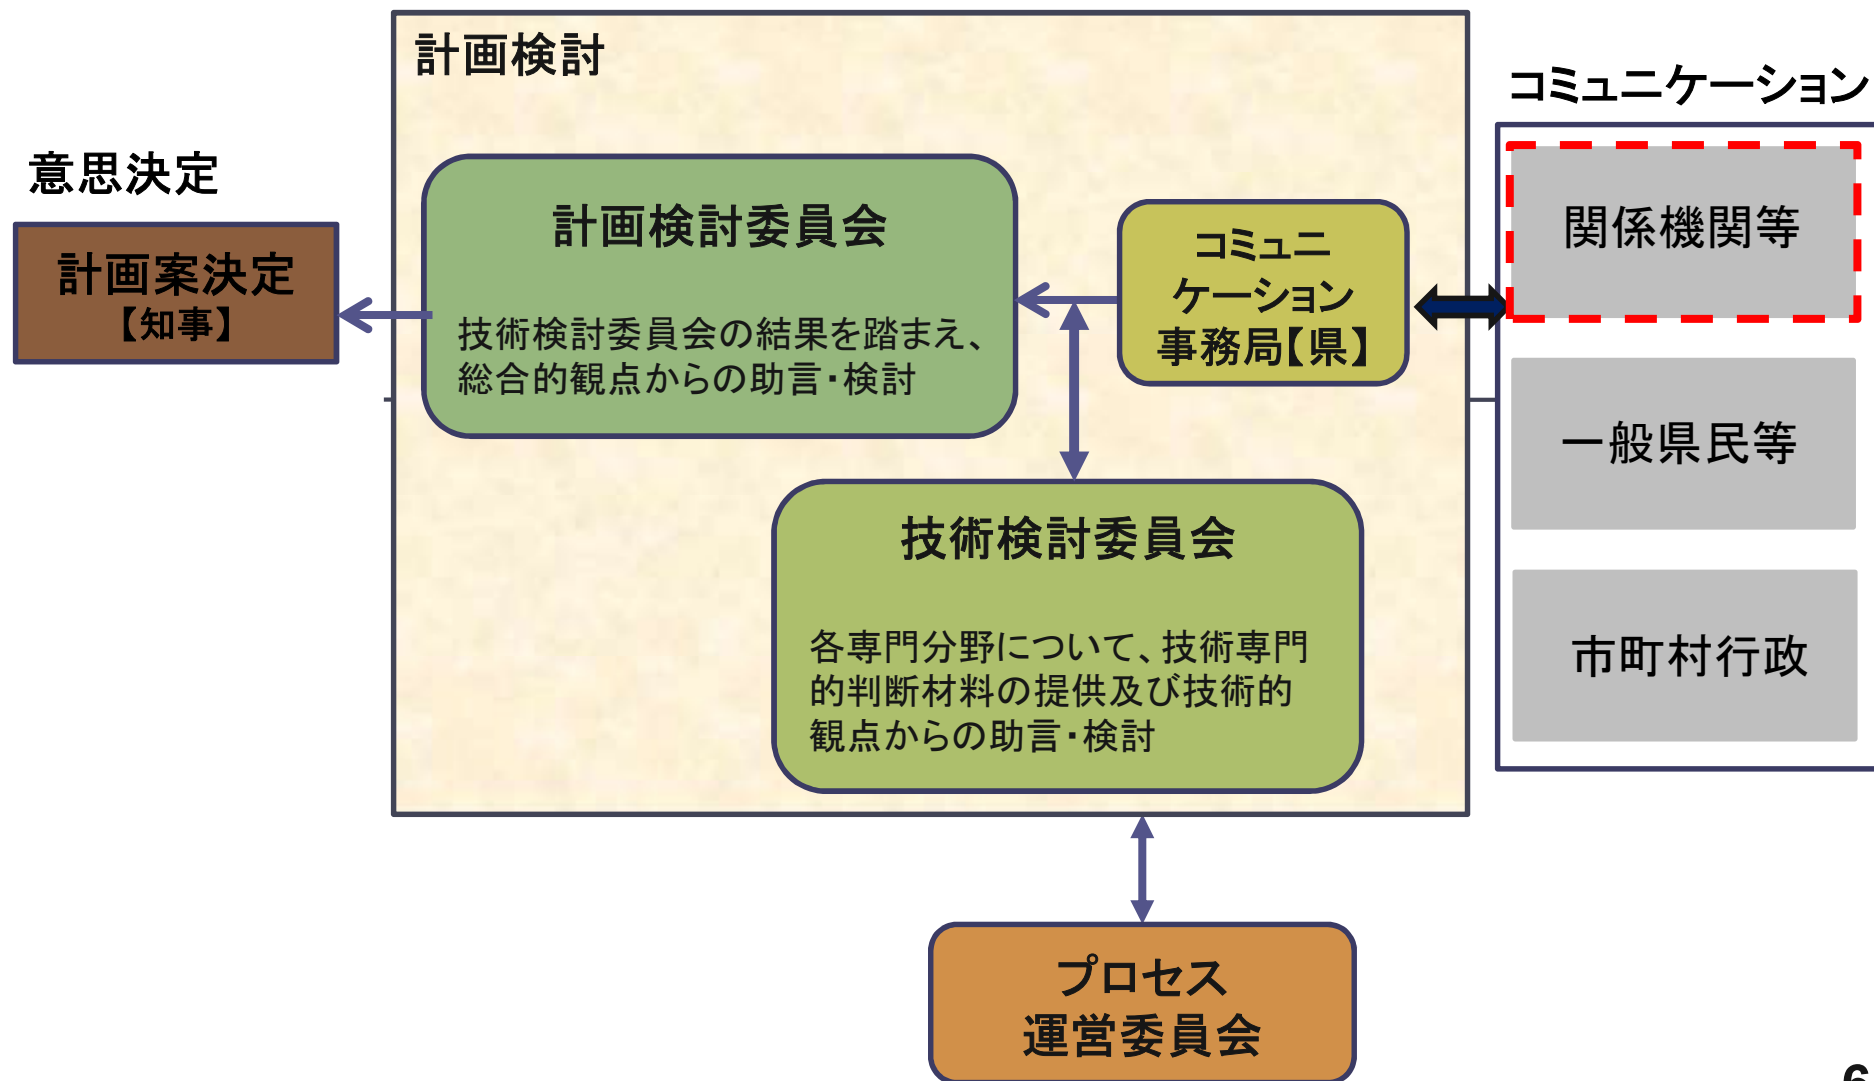 計画検討
コミュニケーション
意思決定
計画案決定
【知事】
計画検討委員会
技術検討委員会の結果を踏まえ、
総合的観点からの助言・検討
コミュニ
ケーション
事務局【県】
関係機関等
一般県民等
市町村行政
技術検討委員会
各専門分野について、技術専門
的判断材料の提供及び技術的
観点からの助言・検討
プロセス
運営委員会
6